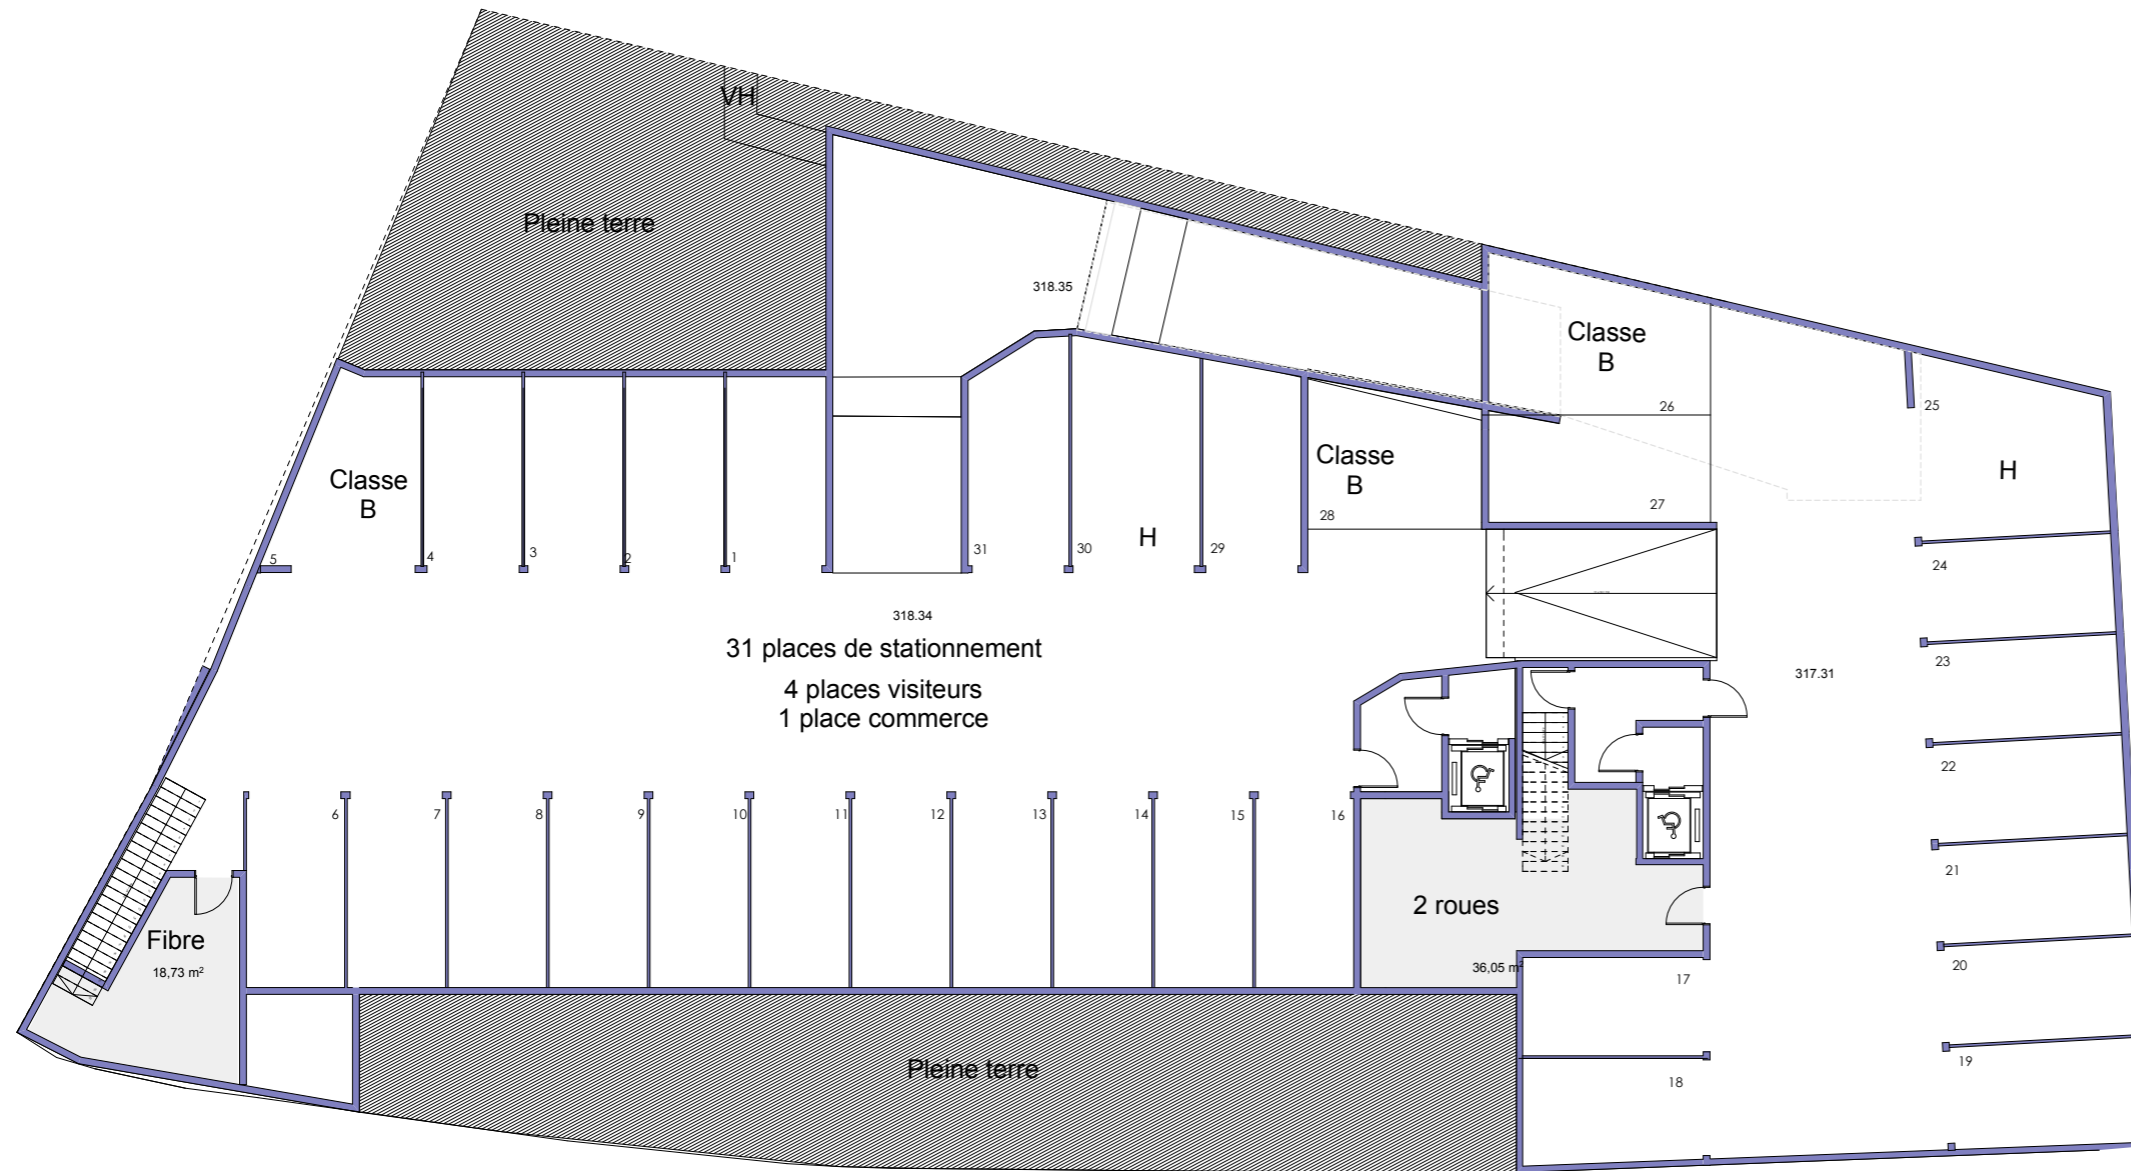 VH
Pleine terre
318.35
Classe
B
26
25
Classe
B
Classe
B
H
28
27
H
5
4
3
2
1
31
30
29
24
318.34
31 places de stationnement
4 places visiteurs
1 place commerce
23
317.31
22
6
7
8
9
10
11
12
13
14
15
16
21
2 roues
Fibre
18,73 m²
36,05 m²
17
20
19
Pleine terre
18